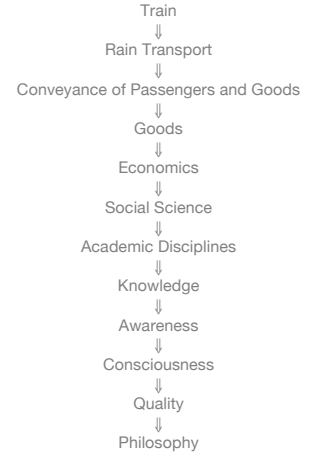 Train
⇓
Rain Transport
⇓
Conveyance of Passengers and Goods
⇓
Goods
⇓
Economics
⇓
Social Science
⇓
Academic Disciplines
⇓
Knowledge
⇓
Awareness
⇓
Consciousness
⇓
Quality
⇓
Philosophy